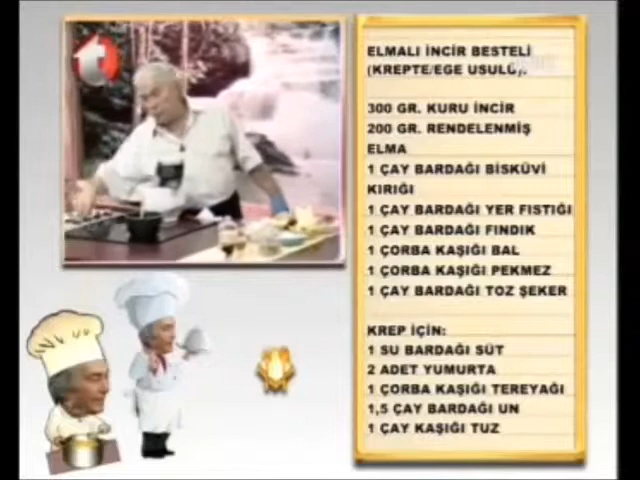 ELMALI İNCİR BESTELİ
(KREPTE/EGE USULÜ):
300 GR. KURU İNCİR
200 GR. RENDELENMİŞ
ELMA
1 ÇAY BARDAĞI BİSKÜVİ
KIRIĞI
1 ÇAY BARDAĞI YER FISTIĞI
1 ÇAY BARDAĞI FINDIK
1 ÇORBA KAŞIĞI BAL
1 ÇORBA KAŞIĞI PEKMEZ
1 ÇAY BARDAĞI TOZ ŞEKER
KREP İÇİN:
1 SU BARDAĞI SÜT
2 ADET YUMURTA
1 ÇORBA KAŞIĞI TEREYAĞI
1,5 ÇAY BARDAĞI UN
1 ÇAY KAŞIĞI TUZ